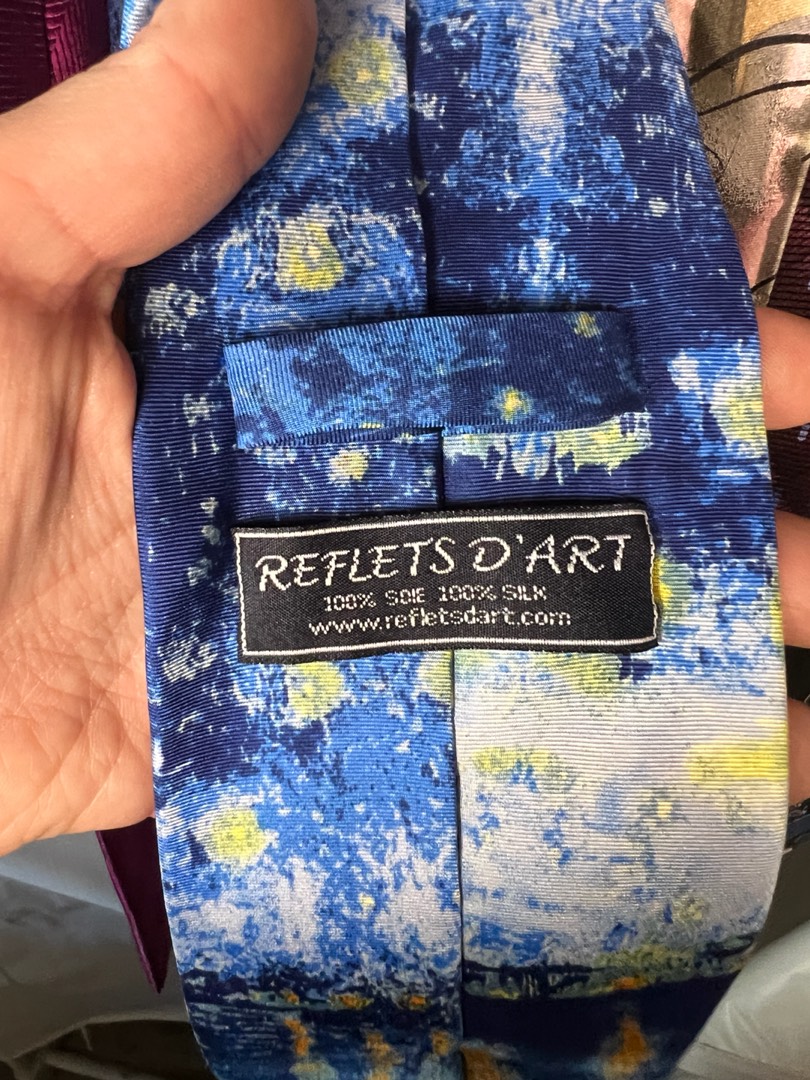 REFLETS D'ART
100% SOIE 100% SILK
www.refletsdart.com